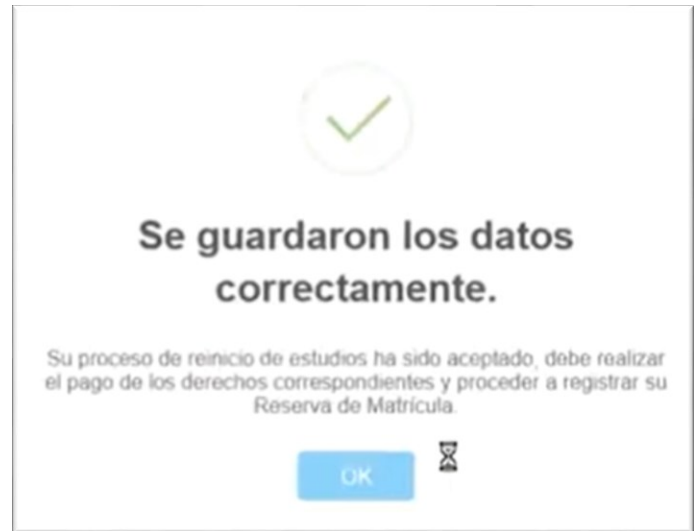 Se guardaron los datos
correctamente.
Su proceso de reinicio de estudios ha sido aceptado, debe realizar
el pago de los derechos correspondientes y proceder a registrar su
Reserva de Matrícula.
OK